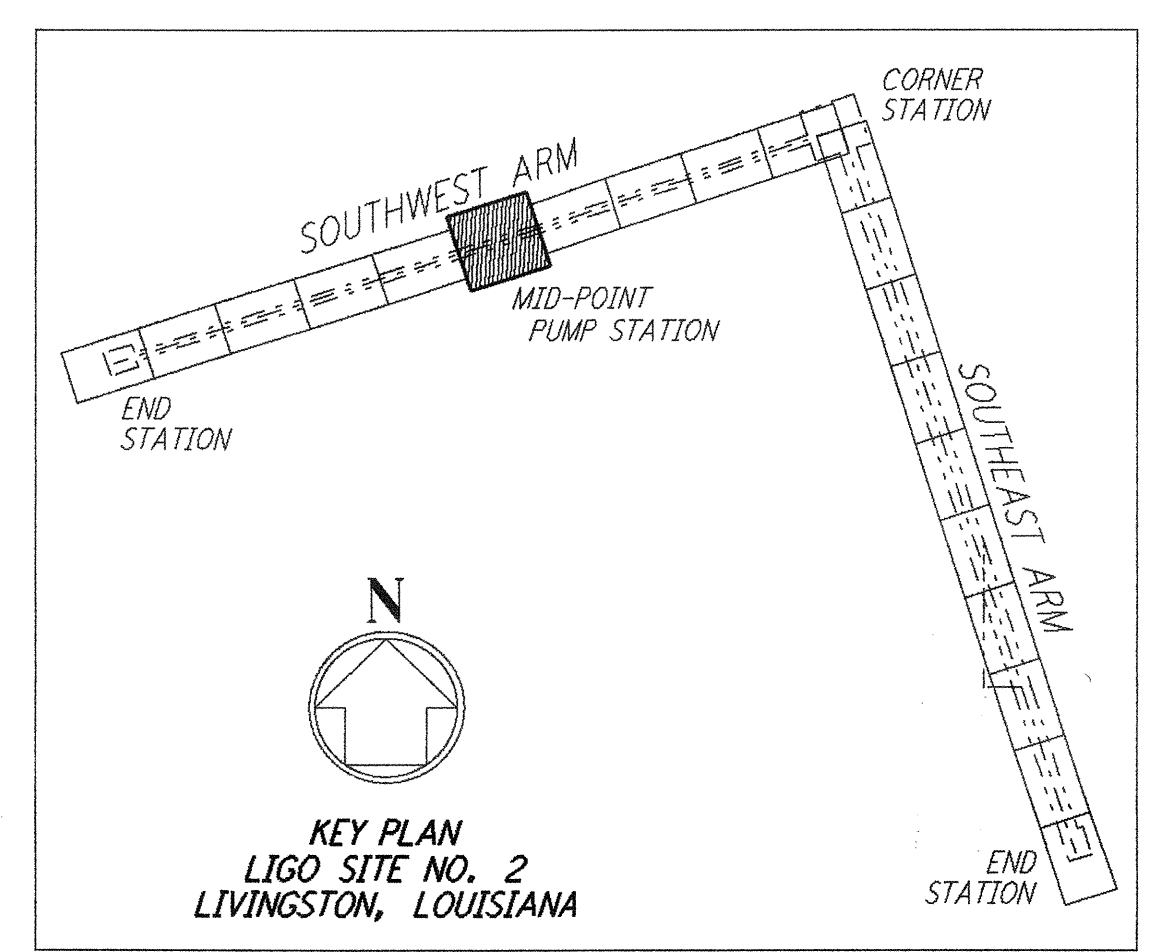 CORNER
STATION
SOUTHWEST ARM
MID-POINT
PUMP STATION
END
STATION
SOUTHEAST ARM
N
KEY PLAN
LIGO SITE NO. 2
LIVINGSTON, LOUISIANA
END
STATION